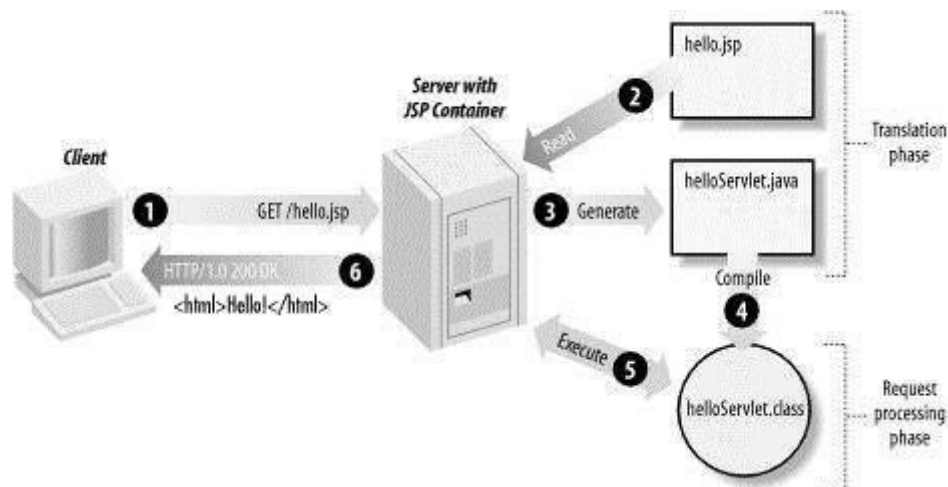 hello.jsp
Server with
JSP Container
2
Read
Translation
phase
Client
helloServlet.java
1
GET /hello.jsp
3
Generate
HTTP/1.0 200 OK
6
<html>Hello!</html>
Compile
4
Execute
5
helloServlet.class
Request
processing
phase